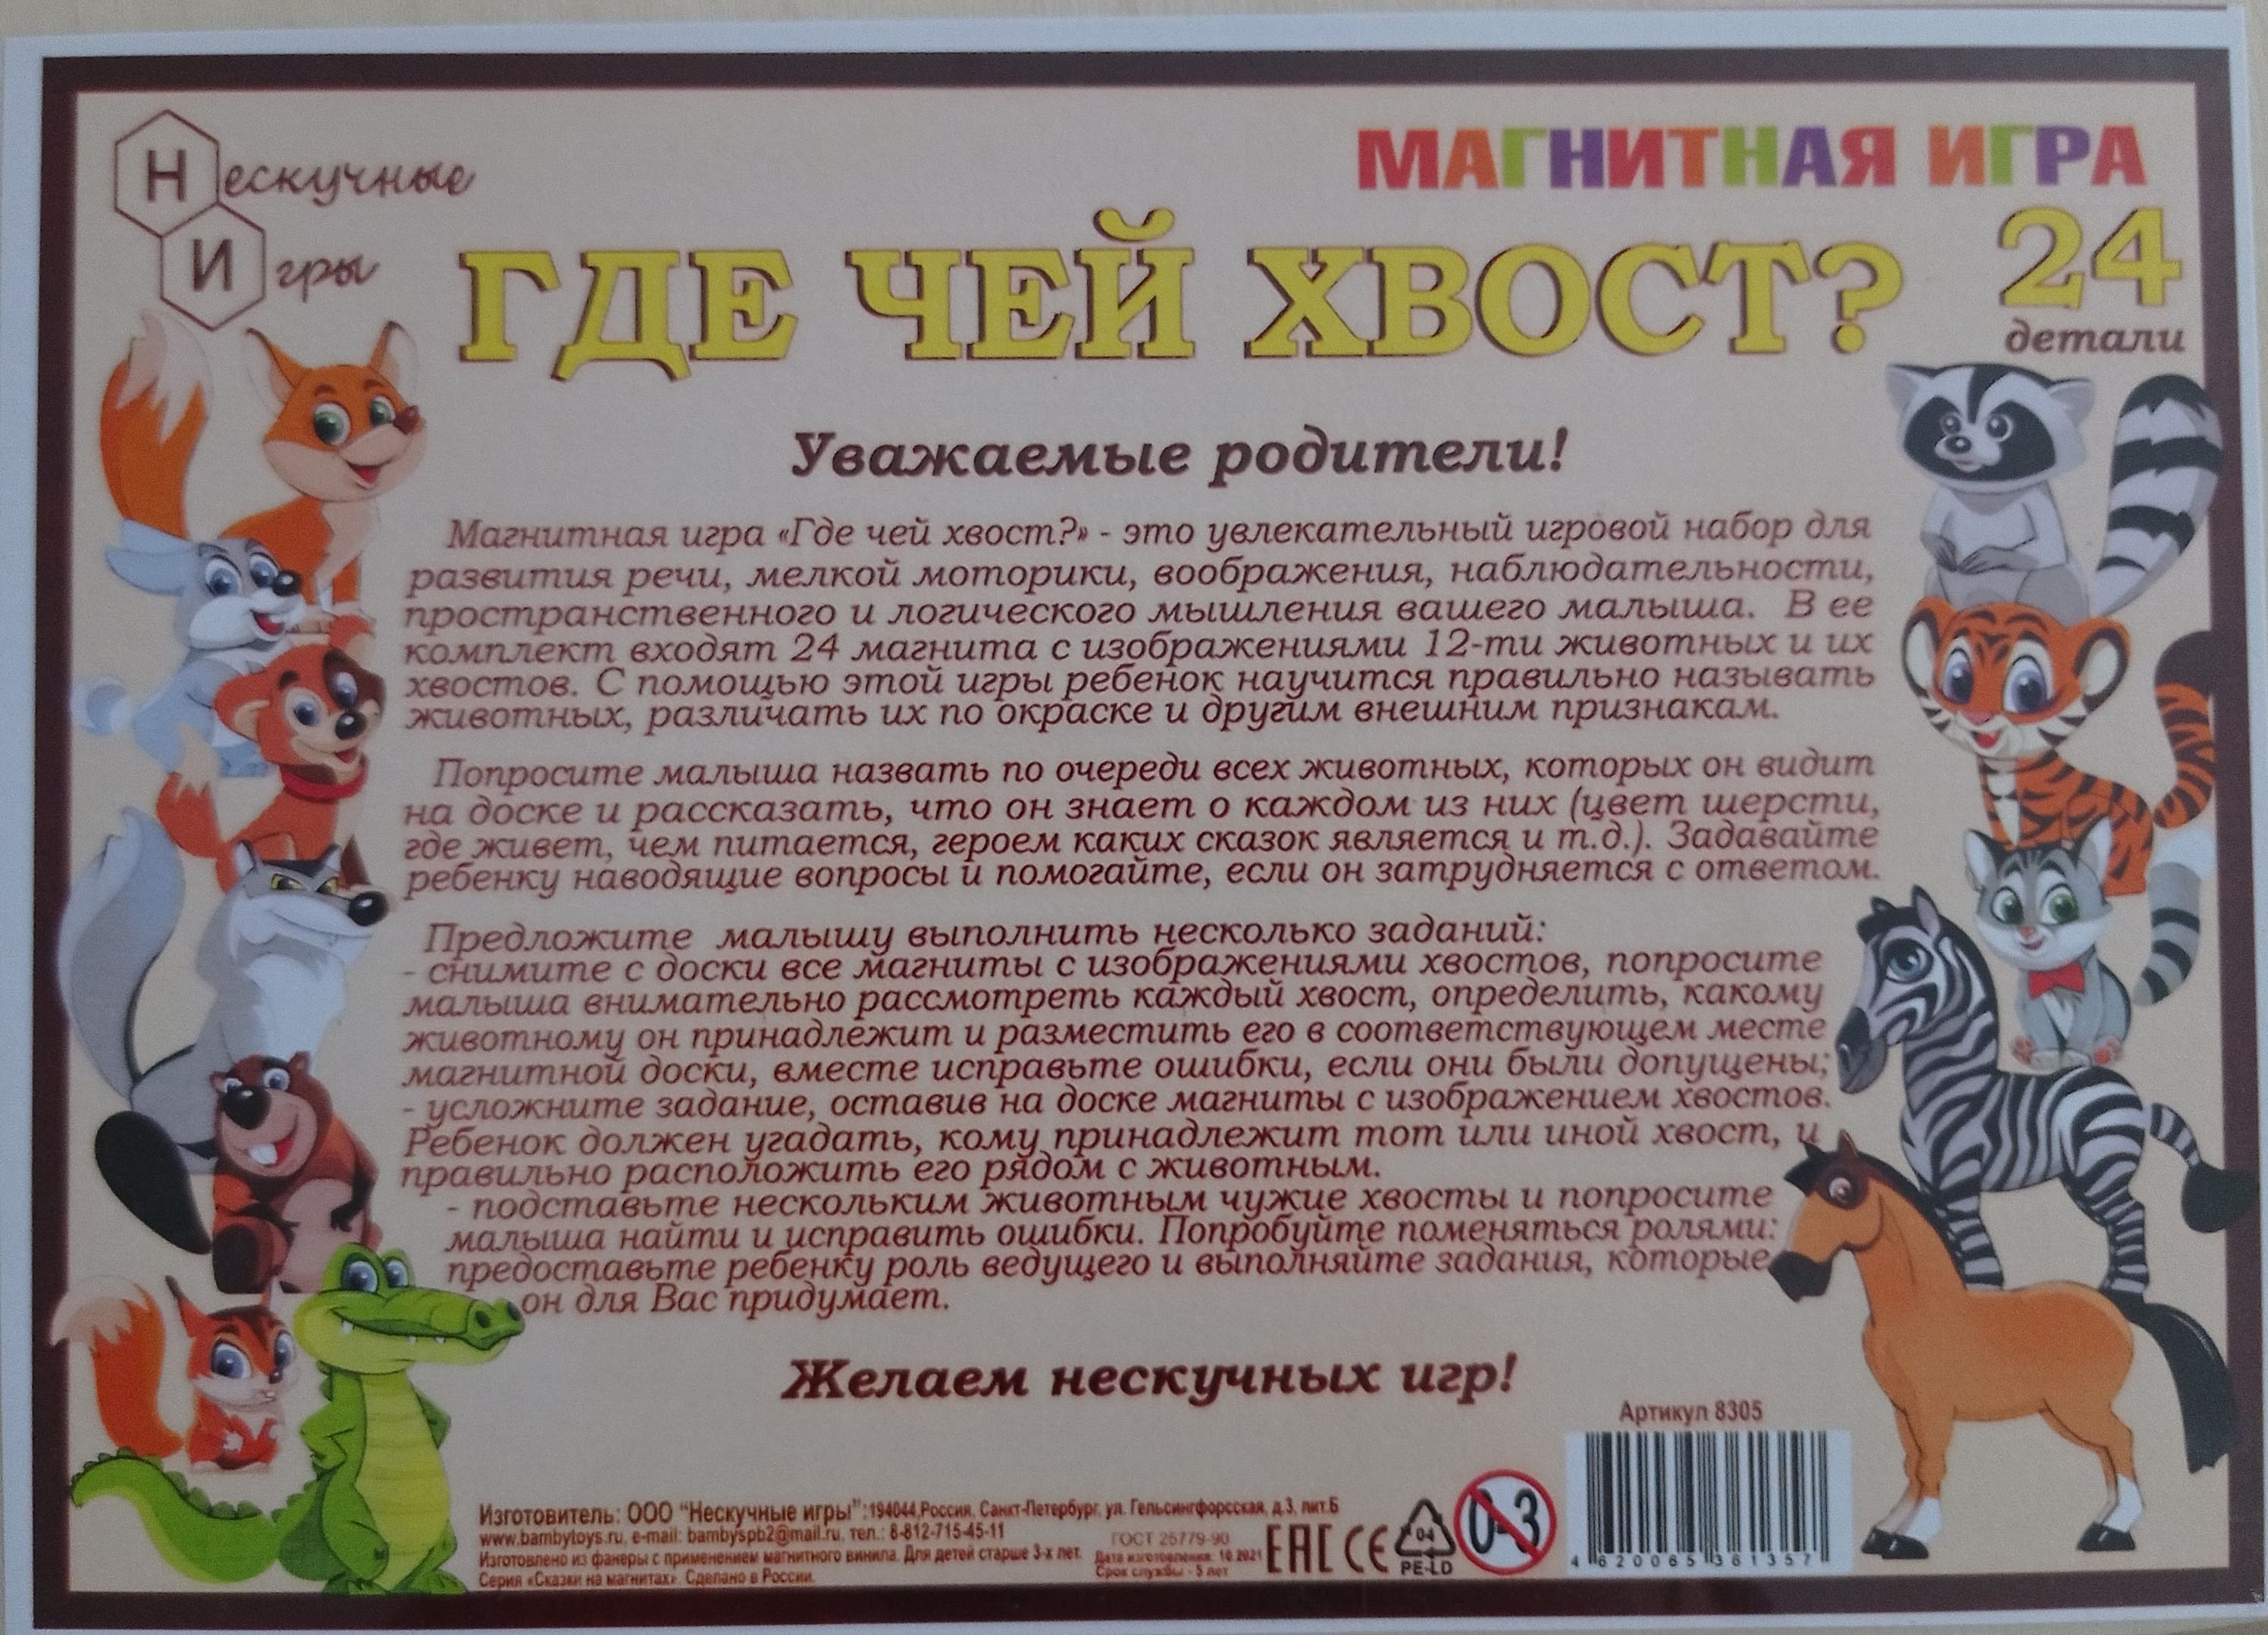 Нескучные
Игры
МАГНИТНАЯ ИГРА
ГДЕ ЧЕЙ ХВОСТ?
24
детали
Уважаемые родители!
Магнитная игра «Где чей хвост?» - это увлекательный игровой набор для
развития речи, мелкой моторики, воображения, наблюдательности,
пространственного и логического мышления вашего малыша. В ее
комплект входят 24 магнита с изображениями 12-ти животных и их
хвостов. С помощью этой игры ребенок научится правильно называть
животных, различать их по окраске и другим внешним признакам.
Попросите малыша назвать по очереди всех животных, которых он видит
на доске и рассказать, что он знает о каждом из них (цвет шерсти,
где живет, чем питается, героем каких сказок является и т.д.). Задавайте
ребенку наводящие вопросы и помогайте, если он затрудняется с ответом.
Предложите малышу выполнить несколько заданий:
- снимите с доски все магниты с изображениями хвостов, попросите
малыша внимательно рассмотреть каждый хвост, определить, какому
животному он принадлежит и разместить его в соответствующем месте
магнитной доски, вместе исправьте ошибки, если они были допущены;
- усложните задание, оставив на доске магниты с изображением хвостов.
Ребенок должен угадать, кому принадлежит тот или иной хвост, и
правильно расположить его рядом с животным.
- подставьте нескольким животным чужие хвосты и попросите
малыша найти и исправить ошибки. Попробуйте поменяться ролями:
предоставьте ребенку роль ведущего и выполняйте задания, которые
он для Вас придумает.
Желаем нескучных игр!
Артикул 8305
Изготовитель: ООО "Нескучные игры":194044,Россия, Санкт-Петербург, ул. Гельсингфорсская, д.3, лит.Б
www.bambytoys.ru, e-mail: bambyspb2@mail.ru, тел.: 8-812-715-45-11
Изготовлено из фанеры с применением магнитного винила. Для детей старше 3-х лет.
Серия «Сказки на магнитах». Сделано в России.
ГОСТ 25779-90
Дата изготовления: 10.2021
Срок службы - 5 лет
EAC CE
04
PE-LD
0-3
4 620065 361357